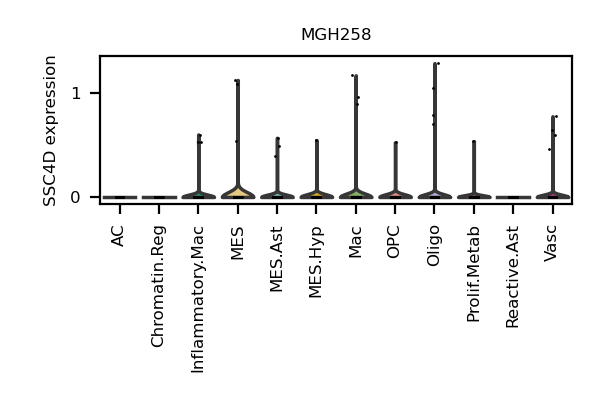 MGH258
SSC4D expression
1
0
AC
Chromatin.Reg
Inflammatory.Mac
MES
MES.Ast
MES.Hyp
Mac
OPC
Oligo
Prolif.Metab
Reactive.Ast
Vasc